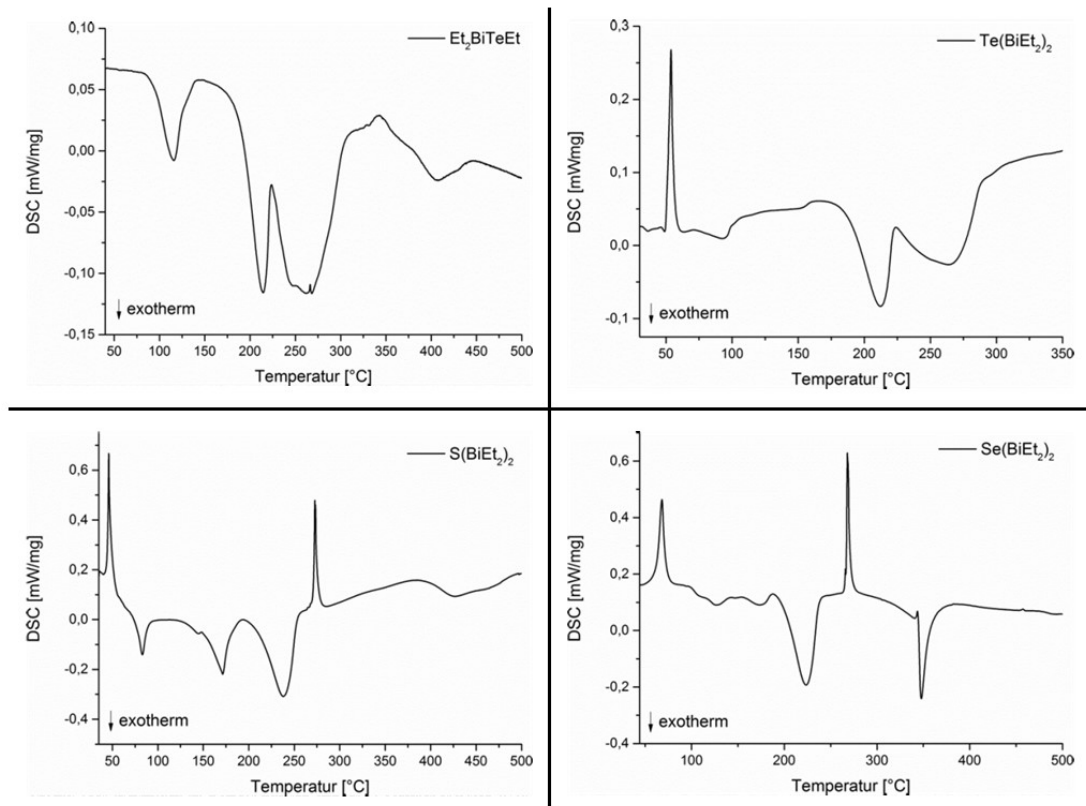 Et₂BiTeEt
0,10
0,05
0,00
-0,05
-0,10
-0,15
DSC [mW/mg]
exotherm
50 100 150 200 250 300 350 400 450 500
Temperatur [°C]
Te(BiEt₂)₂
0,3
0,2
0,1
0,0
-0,1
DSC [mW/mg]
exotherm
50 100 150 200 250 300 350
Temperatur [°C]
S(BiEt₂)₂
0,6
0,4
0,2
0,0
-0,2
-0,4
DSC [mW/mg]
exotherm
50 100 150 200 250 300 350 400 450 500
Temperatur [°C]
Se(BiEt₂)₂
0,6
0,4
0,2
0,0
-0,2
0,4
DSC [mW/mg]
exotherm
100 200 300 400 500
Temperatur [°C]